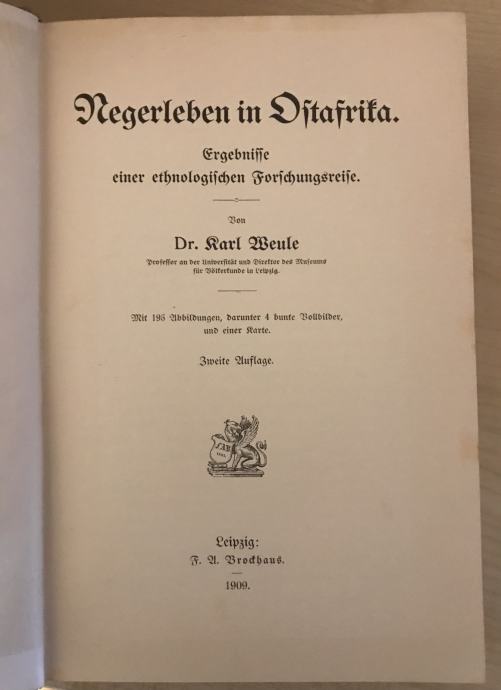 Negerleben in Ostafrika.
Ergebnisse
einer ethnologischen Forschungsreise.
Von
Dr. Karl Weule
Professor an der Universität und Direktor des Museums
für Völkerkunde in Leipzig.
Mit 196 Abbildungen, darunter 4 bunte Vollbilder,
und einer Karte.
Zweite Auflage.
FAB
Leipzig:
F. A. Brockhaus.
1909.